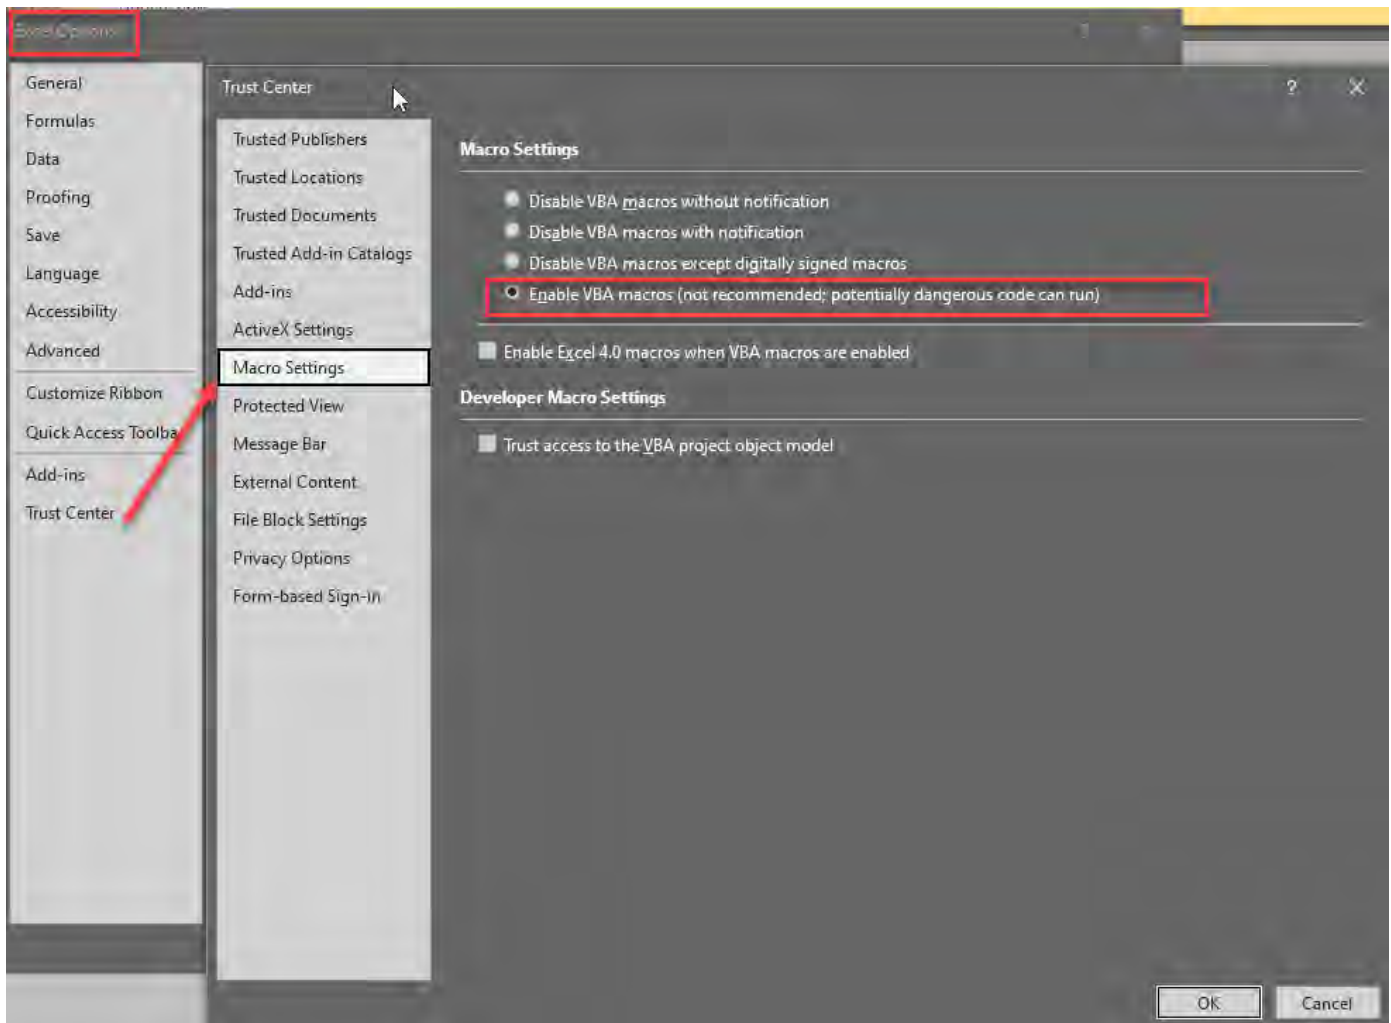 Excel Options
General
Formulas
Data
Proofing
Save
Language
Accessibility
Advanced
Customize Ribbon
Quick Access Toolba
Add-ins
Trust Center
Trust Center
?
Trusted Publishers
Trusted Locations
Trusted Documents
Trusted Add-in Catalogs
Add-ins
ActiveX Settings
Macro Settings
Protected View
Message Bar
External Content
File Block Settings
Privacy Options
Form-based Sign-in
Macro Settings
Disable VBA macros without notification
Disable VBA macros with notification
Disable VBA macros except digitally signed macros
Enable VBA macros (not recommended; potentially dangerous code can run)
Enable Excel 4.0 macros when VBA macros are enabled
Developer Macro Settings
Trust access to the VBA project object model
OK
Cancel